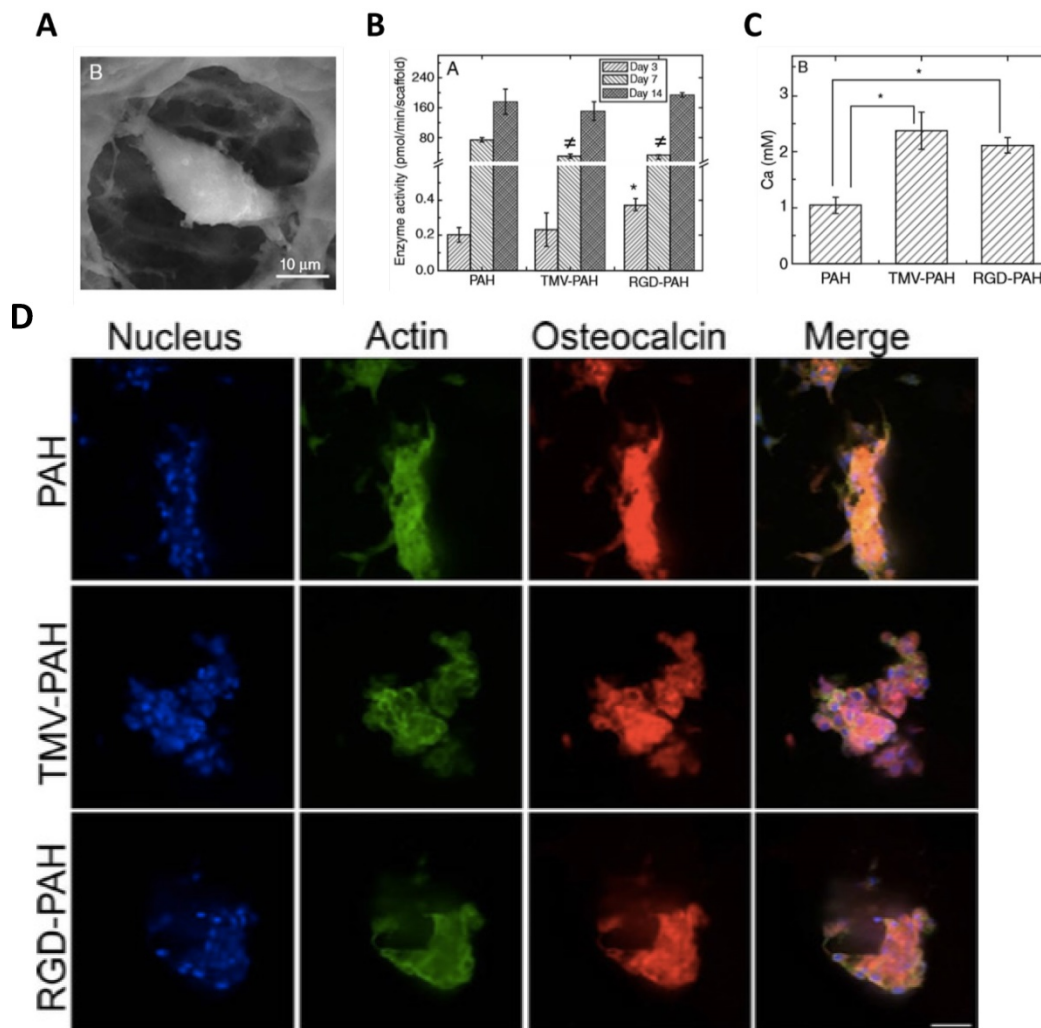 A
B
10 μm
B
A
Day 3
Day 7
Day 14
Enzyme activity (pmol/min/scaffold)
240
160
80
0.4
0.2
0.0
≠
≠
*
PAH
TMV-PAH
RGD-PAH
C
B
Ca (mM)
3
2
1
0
*
*
PAH
TMV-PAH
RGD-PAH
D
Nucleus Actin Osteocalcin Merge
PAH
TMV-PAH
RGD-PAH